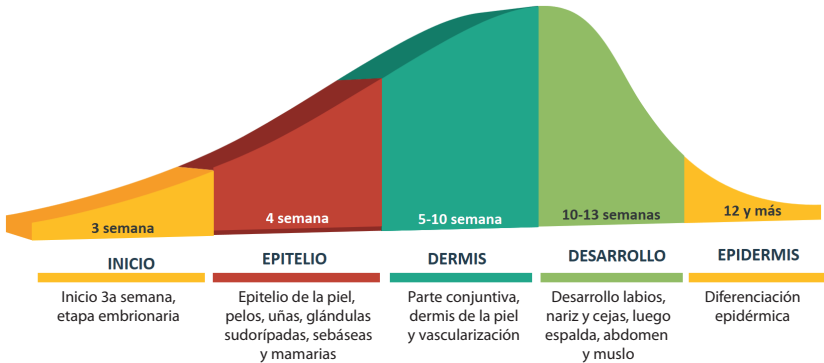 3 semana
4 semana
5-10 semana
10-13 semanas
12 y más
INICIO
Inicio 3a semana,
etapa embrionaria
EPITELIO
Epitelio de la piel,
pelos, uñas, glándulas
sudorípadas, sebáseas
y mamarias
DERMIS
Parte conjuntiva,
dermis de la piel
y vascularización
DESARROLLO
Desarrollo labios,
nariz y cejas, luego
espalda, abdomen
y muslo
EPIDERMIS
Diferenciación
epidérmica